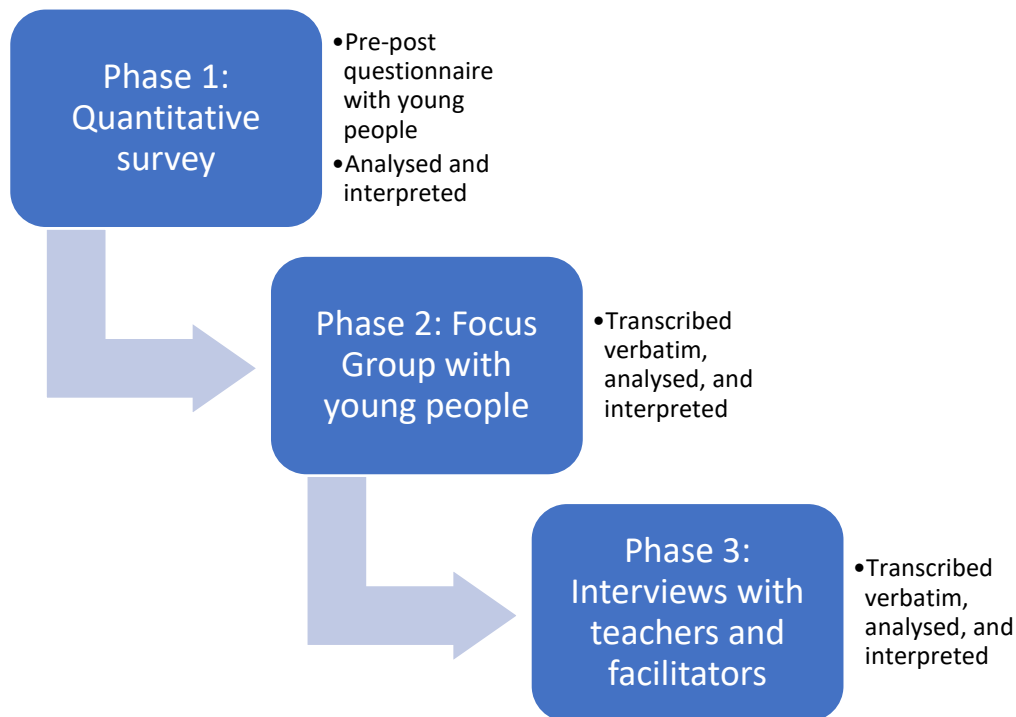 Phase 1:
Quantitative
survey
•Pre-post
questionnaire
with young
people
•Analysed and
interpreted
Phase 2: Focus
Group with
young people
•Transcribed
verbatim,
analysed, and
interpreted
Phase 3:
Interviews with
teachers and
facilitators
•Transcribed
verbatim,
analysed, and
interpreted